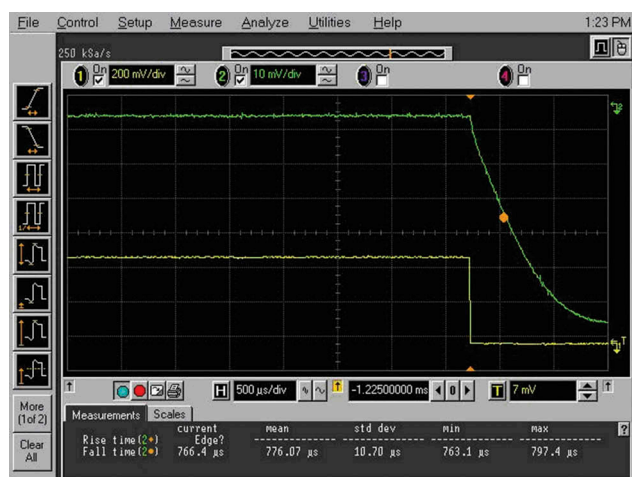 File Control Setup Measure Analyze Utilities Help 1:23 PM
250 kSa/s
1 On 200 mV/div 2 On 10 mV/div 3 On 4 On
H 500 µs/div -1.22500000 ms 0 T 7 mV
More
(1of 2)
Clear
All
Measurements Scales
current mean std dev min max
Rise time(2) Edge? --------------- --------------- --------------- ---------------
Fall time(2) 766.4 µs 776.07 µs 10.70 µs 763.1 µs 797.4 µs
?